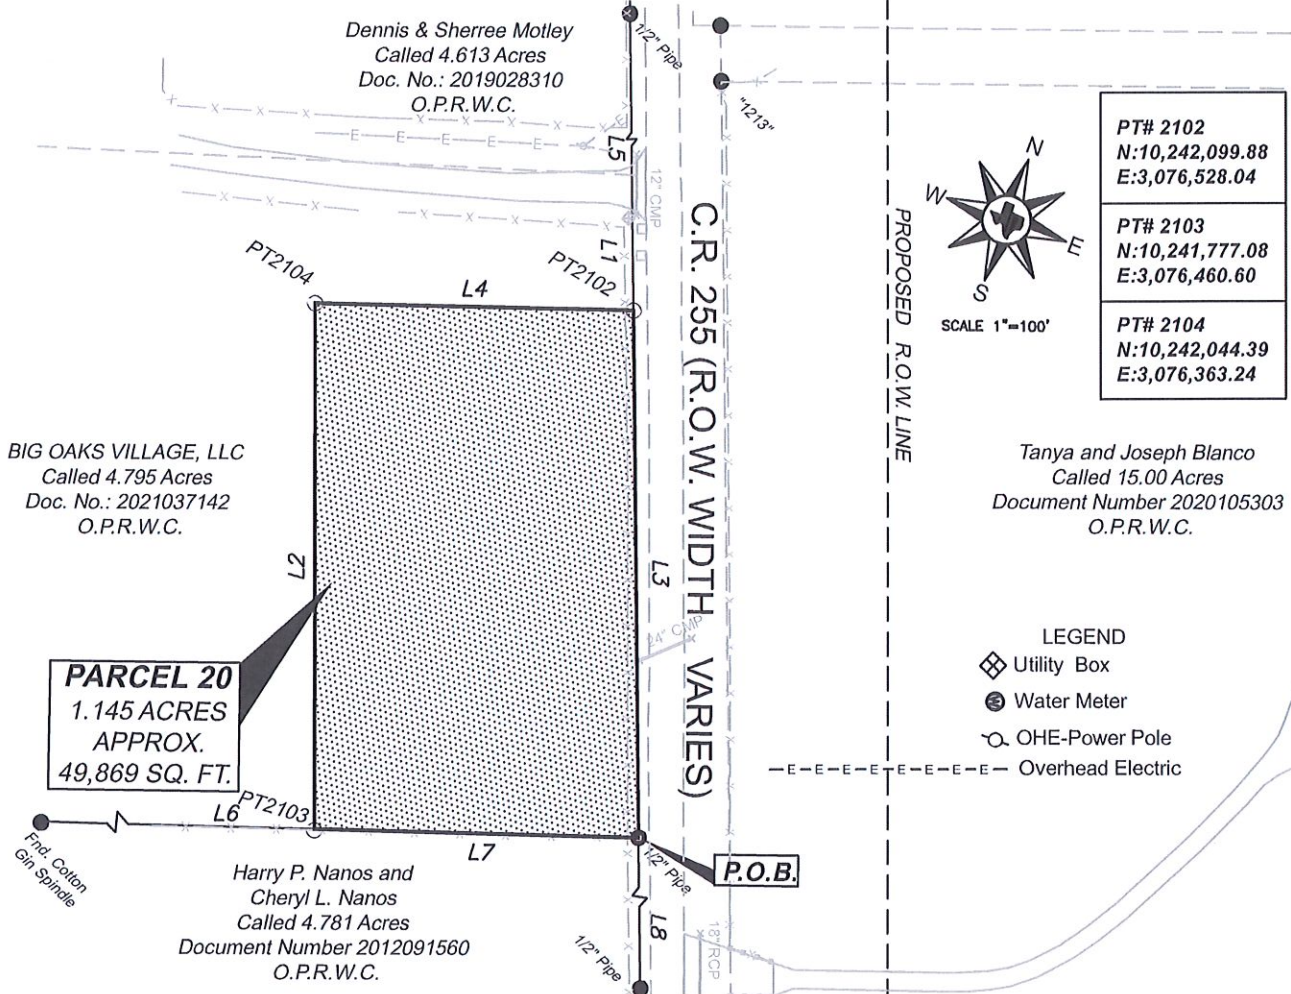 Dennis & Sherree Motley
Called 4.613 Acres
Doc. No.: 2019028310
O.P.R.W.C.
1/2" Pipe
"1213"
L5
12" CMP
L1
PT2104
L4
PT2102
C.R. 255 (R.O.W. WIDTH VARIES)
PROPOSED R.O.W. LINE
N
W
E
S
SCALE 1"=100'
PT# 2102
N:10,242,099.88
E:3,076,528.04
PT# 2103
N:10,241,777.08
E:3,076,460.60
PT# 2104
N:10,242,044.39
E:3,076,363.24
BIG OAKS VILLAGE, LLC
Called 4.795 Acres
Doc. No.: 2021037142
O.P.R.W.C.
Tanya and Joseph Blanco
Called 15.00 Acres
Document Number 2020105303
O.P.R.W.C.
L2
L3
24" CMP
PARCEL 20
1.145 ACRES
APPROX.
49,869 SQ. FT.
LEGEND
Utility Box
Water Meter
OHE-Power Pole
E E E E E E E E Overhead Electric
L6
PT2103
L7
Fnd. Cotton
Gin Spindle
1/2" Pipe
P.O.B.
Harry P. Nanos and
Cheryl L. Nanos
Called 4.781 Acres
Document Number 2012091560
O.P.R.W.C.
L8
18" RCP
1/2" Pipe